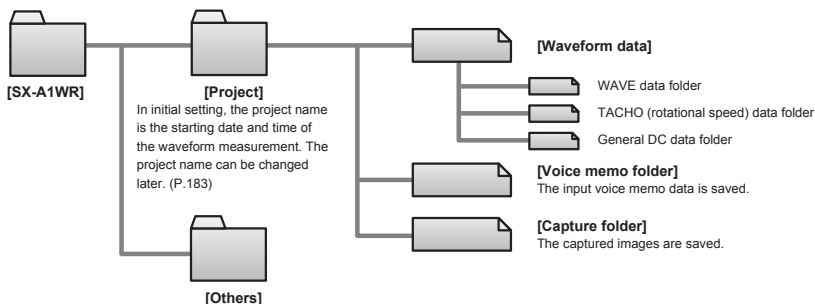 [SX-A1WR]
[Project]
In initial setting, the project name
is the starting date and time of
the waveform measurement. The
project name can be changed
later. (P.183)
[Others]
[Waveform data]
WAVE data folder
TACHO (rotational speed) data folder
General DC data folder
[Voice memo folder]
The input voice memo data is saved.
[Capture folder]
The captured images are saved.